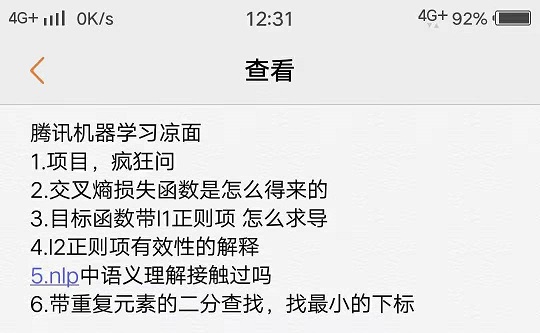 4G+ 0K/s 12:31 4G+ 92%
查看
腾讯机器学习凉面
1.项目，疯狂问
2.交叉熵损失函数是怎么得来的
3.目标函数带l1正则项 怎么求导
4.l2正则项有效性的解释
5.nlp中语义理解接触过吗
6.带重复元素的二分查找，找最小的下标